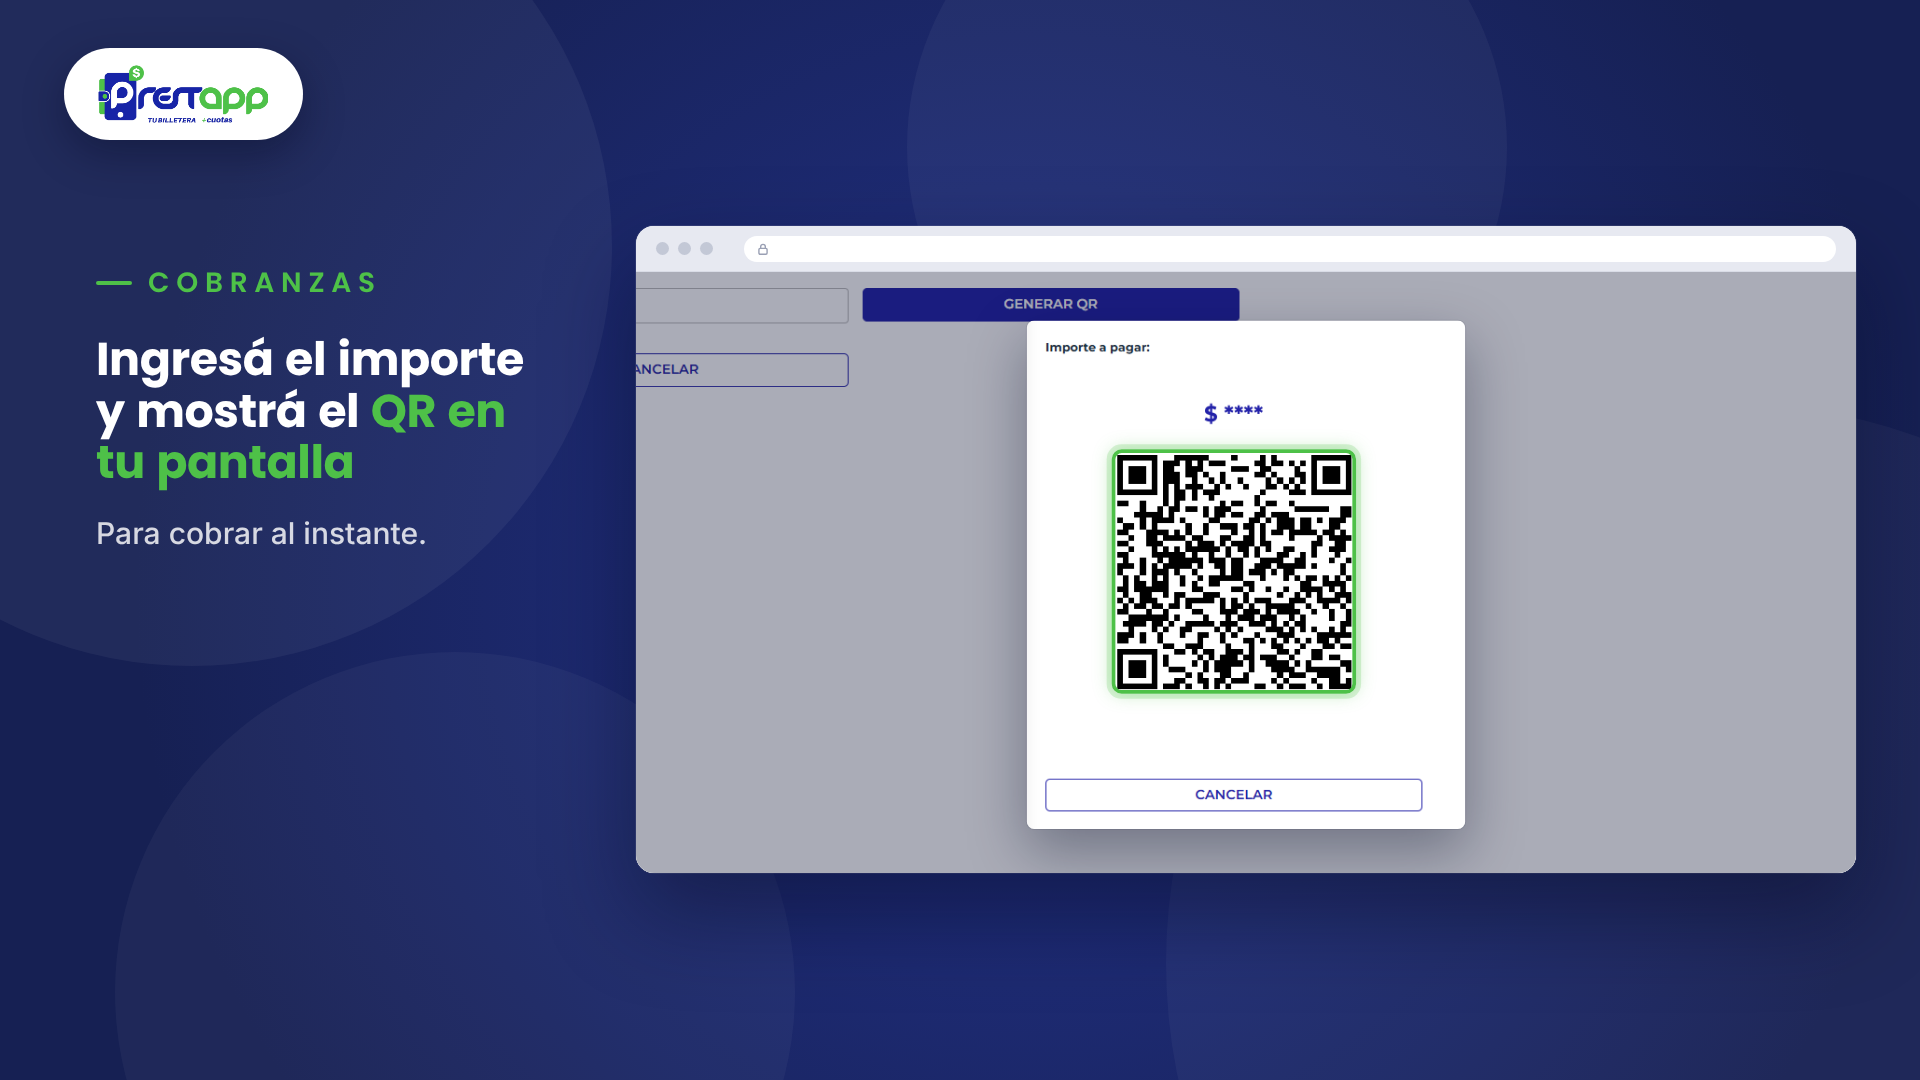 $
Prestapp
TU BILLETERA +cuotas
COBRANZAS
Ingresá el importe
y mostrá el QR en
tu pantalla
Para cobrar al instante.
GENERAR QR
ANCELAR
Importe a pagar:
$ ****
CANCELAR